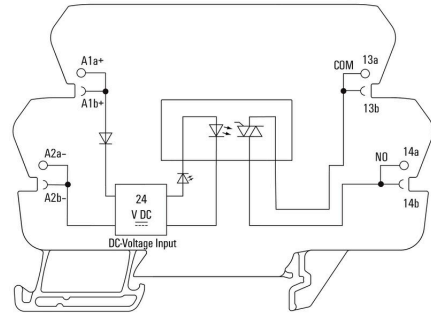 A1a+
A1b+
A2a-
A2b-
24
V DC
DC-Voltage Input
COM
13a
13b
NO
14a
14b